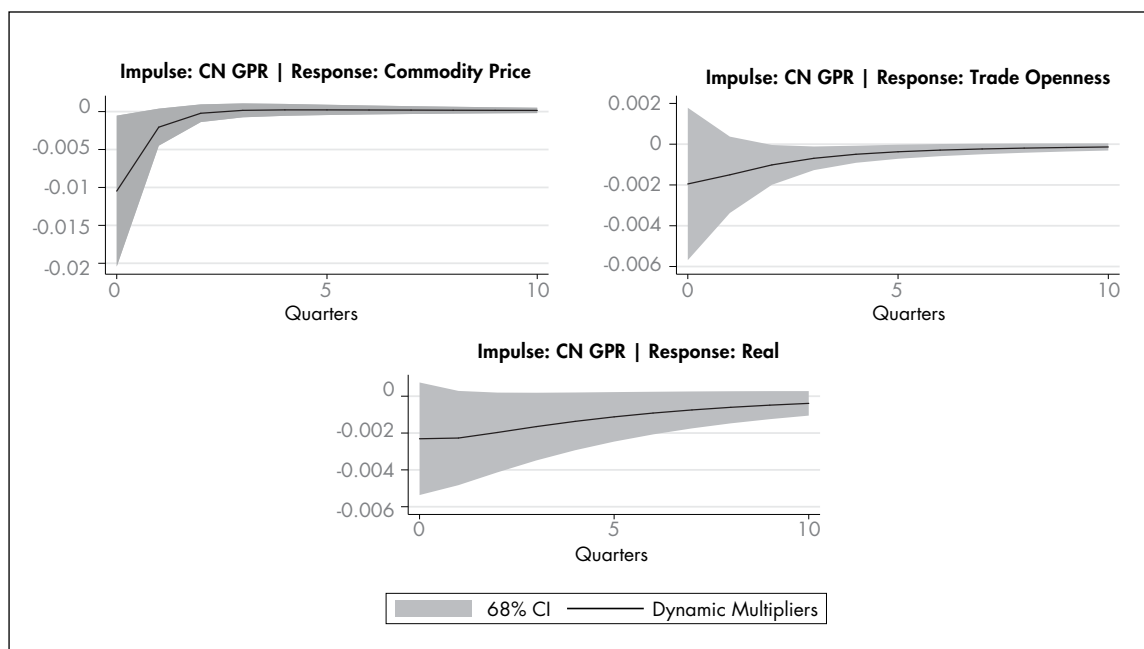 Impulse: CN GPR | Response: Commodity Price
0
-0.005
-0.01
-0.015
-0.02
0 5 10
Quarters
Impulse: CN GPR | Response: Trade Openness
0.002
0
-0.002
-0.004
-0.006
0 5 10
Quarters
Impulse: CN GPR | Response: Real
0
-0.002
-0.004
-0.006
0 5 10
Quarters
68% CI Dynamic Multipliers